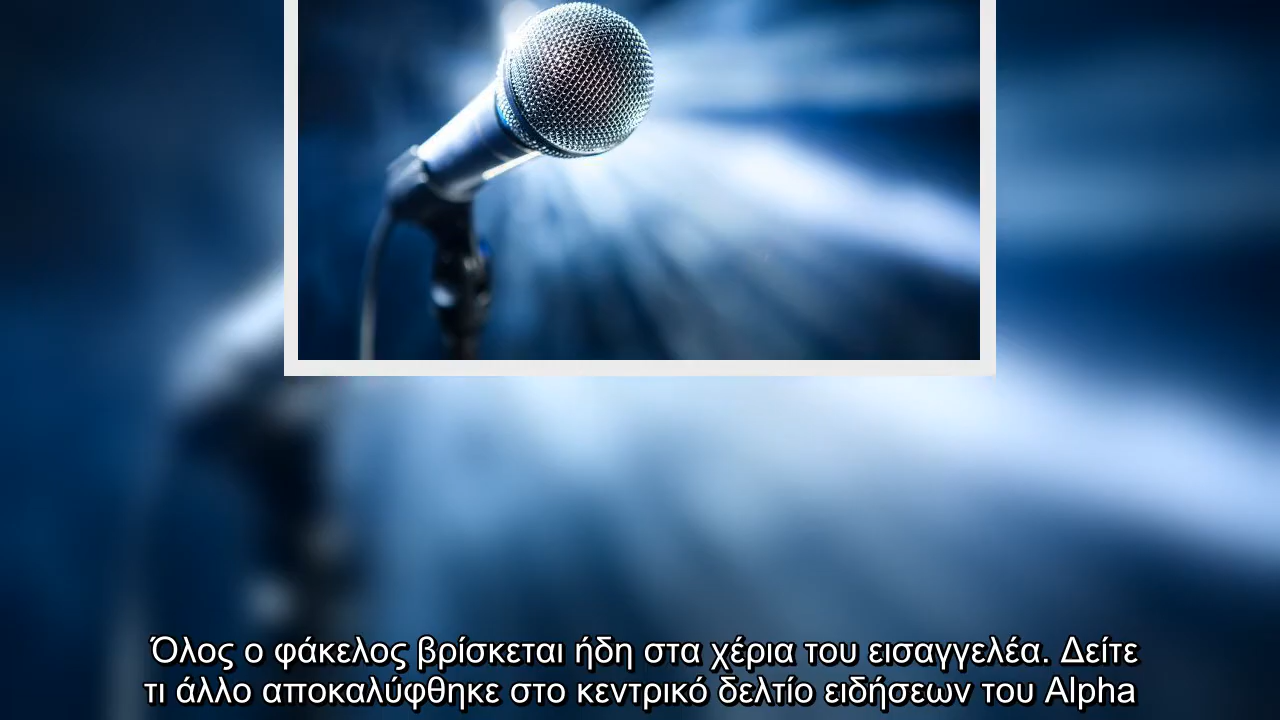 Όλος ο φάκελος βρίσκεται ήδη στα χέρια του εισαγγελέα. Δείτε
τι άλλο αποκαλύφθηκε στο κεντρικό δελτίο ειδήσεων του Alpha